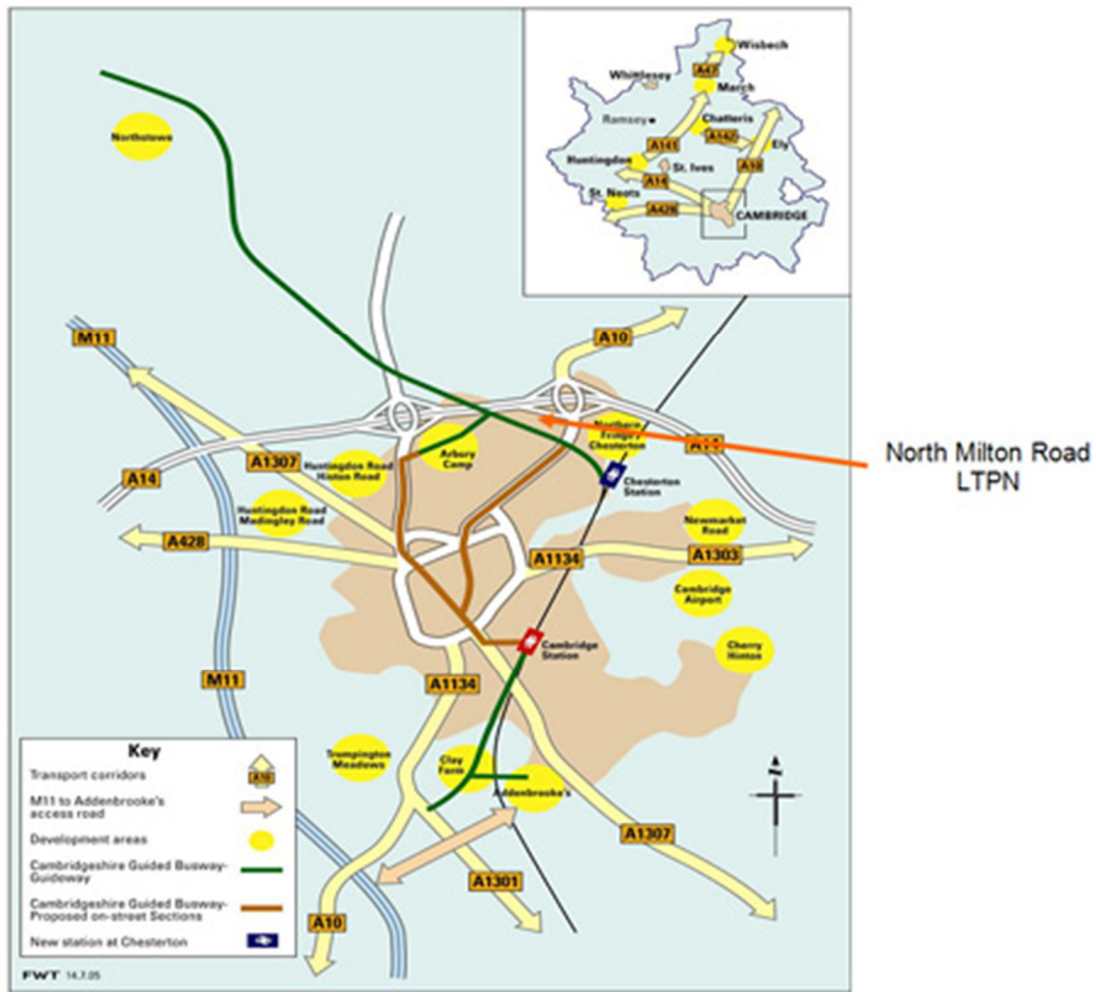 Wisbech
A47
Whittlesey
March
Ramsey
Chatteris
A142
A141
Ely
Huntingdon
St. Ives
A10
A14
St. Neots
A428
CAMBRIDGE
Northstowe
M11
A10
A14
A1307
Arbury
Camp
Northern
Fringe/
Chesterton
North Milton Road
LTPN
A14
Huntingdon Road
Histon Road
Chesterton
Station
Huntingdon Road
Madingley Road
Newmarket
Road
A428
A1134
A1303
Cambridge
Airport
Cambridge
Station
Cherry
Hinton
M11
A1134
Trumpington
Meadows
Clay
Farm
Addenbrooke's
A1307
A1301
A10
Key
Transport corridors
A10
M11 to Addenbrooke's
access road
Development areas
Cambridgeshire Guided Busway-
Guideway
Cambridgeshire Guided Busway-
Proposed on-street Sections
New station at Chesterton
FWT 14.7.05
N